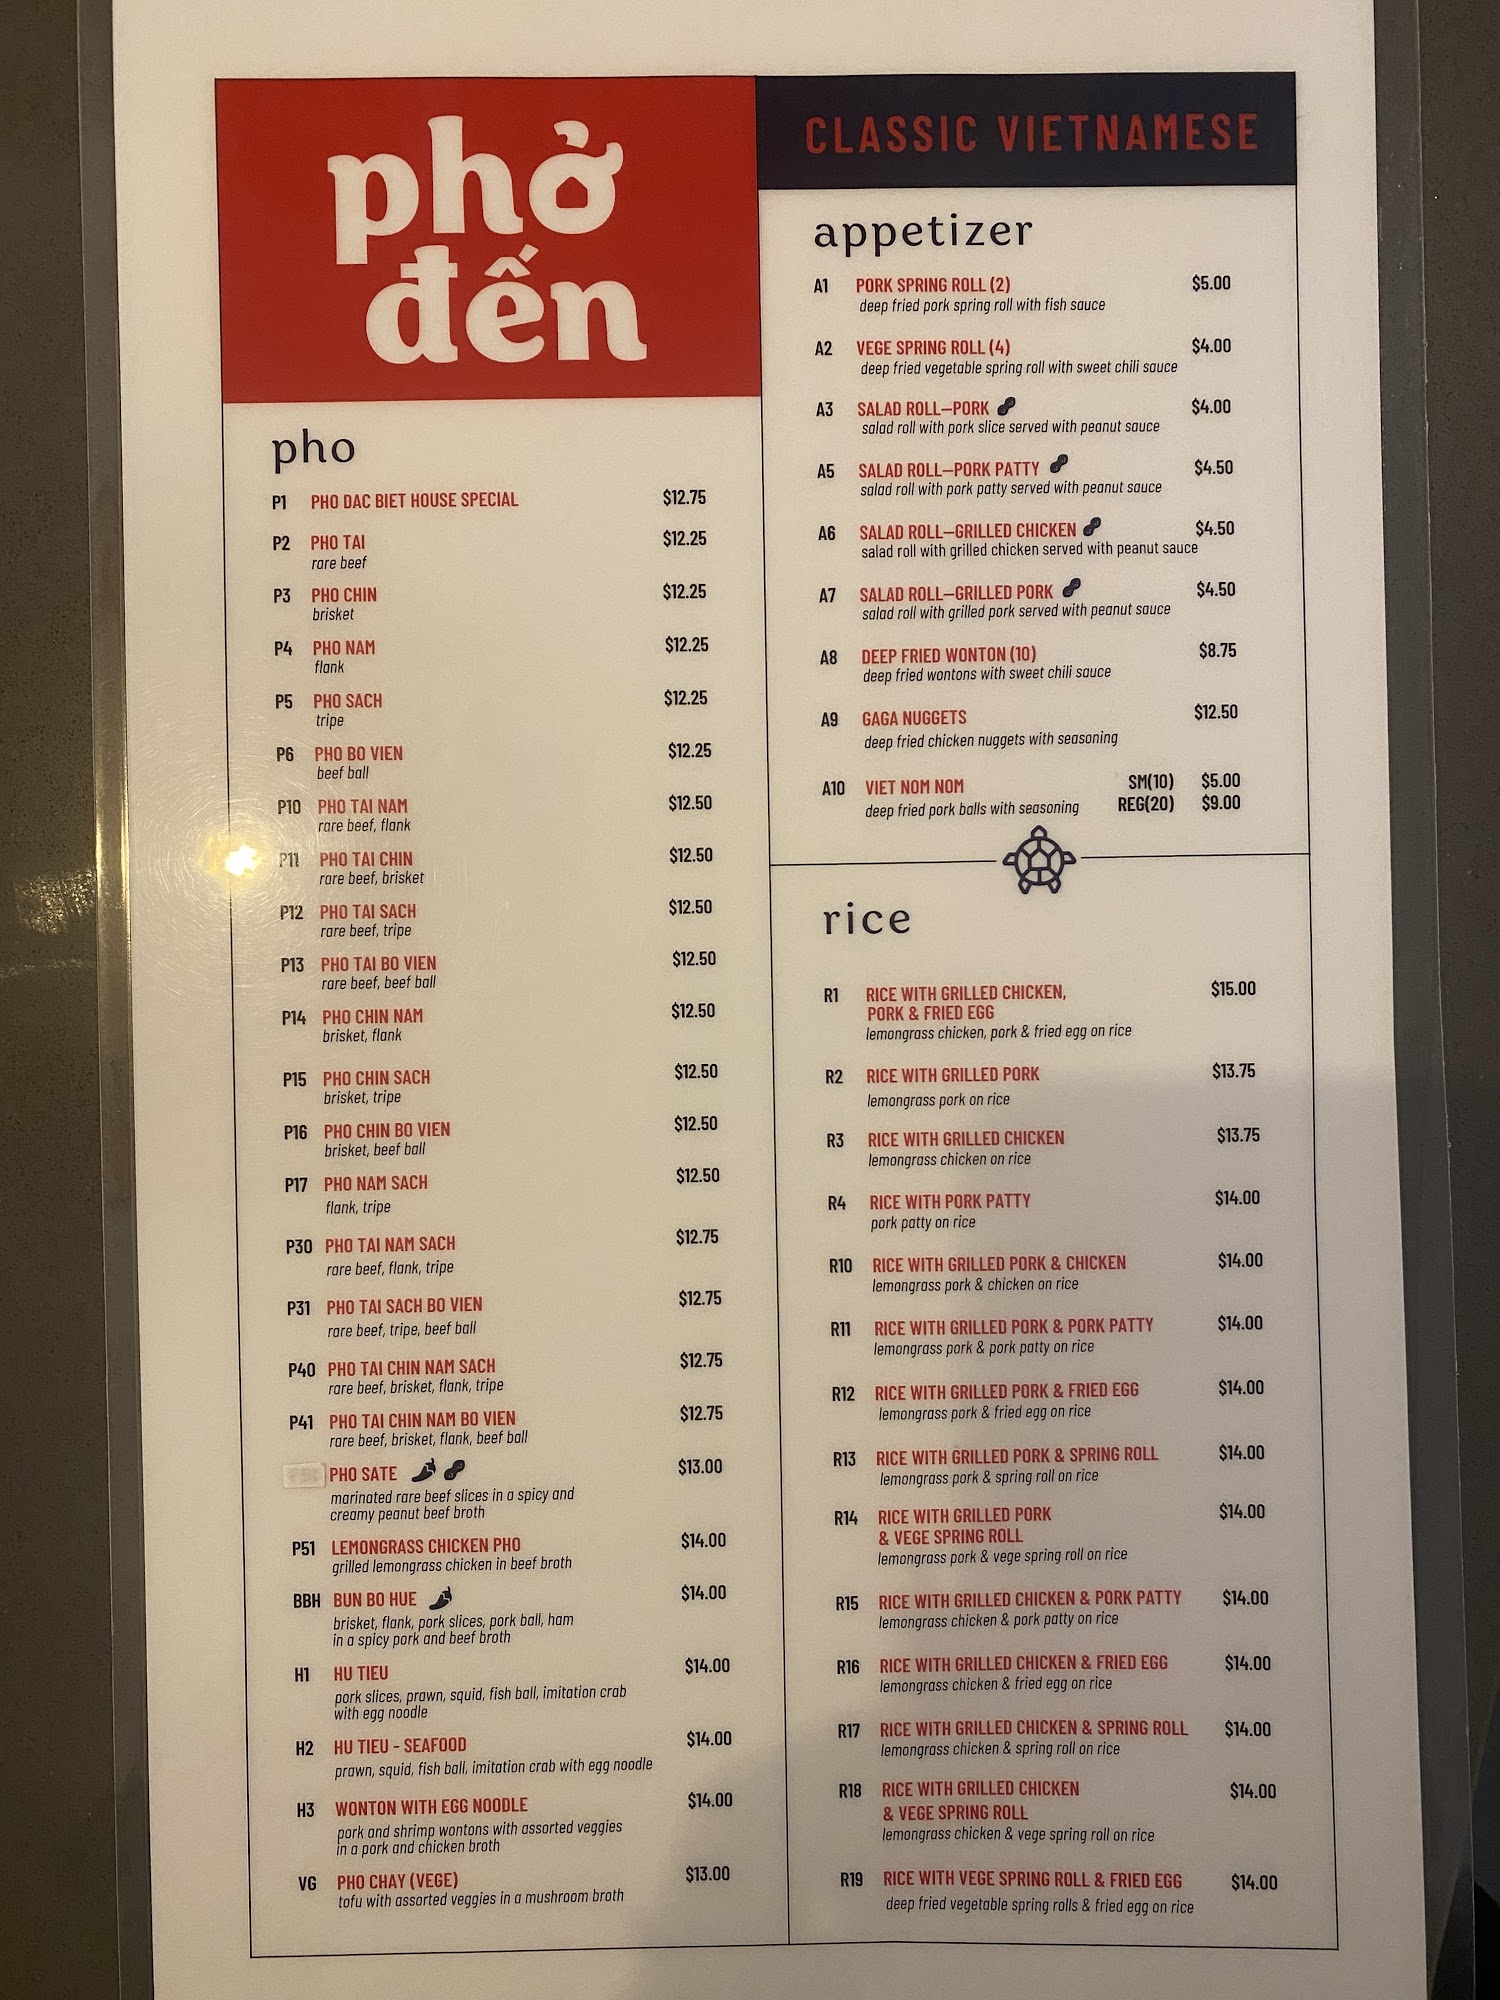 phở
đến
pho
P1 PHO DAC BIET HOUSE SPECIAL $12.75
P2 PHO TAI $12.25
rare beef
P3 PHO CHIN $12.25
brisket
P4 PHO NAM $12.25
flank
P5 PHO SACH $12.25
tripe
P6 PHO BO VIEN $12.25
beef ball
P10 PHO TAI NAM $12.50
rare beef, flank
P11 PHO TAI CHIN $12.50
rare beef, brisket
P12 PHO TAI SACH $12.50
rare beef, tripe
P13 PHO TAI BO VIEN $12.50
rare beef, beef ball
P14 PHO CHIN NAM $12.50
brisket, flank
P15 PHO CHIN SACH $12.50
brisket, tripe
P16 PHO CHIN BO VIEN $12.50
brisket, beef ball
P17 PHO NAM SACH $12.50
flank, tripe
P30 PHO TAI NAM SACH $12.75
rare beef, flank, tripe
P31 PHO TAI SACH BO VIEN $12.75
rare beef, tripe, beef ball
P40 PHO TAI CHIN NAM SACH $12.75
rare beef, brisket, flank, tripe
P41 PHO TAI CHIN NAM BO VIEN $12.75
rare beef, brisket, flank, beef ball
PHO SATE $13.00
marinated rare beef slices in a spicy and
creamy peanut beef broth
P51 LEMONGRASS CHICKEN PHO $14.00
grilled lemongrass chicken in beef broth
BBH BUN BO HUE $14.00
brisket, flank, pork slices, pork ball, ham
in a spicy pork and beef broth
H1 HU TIEU $14.00
pork slices, prawn, squid, fish ball, imitation crab
with egg noodle
H2 HU TIEU - SEAFOOD $14.00
prawn, squid, fish ball, imitation crab with egg noodle
H3 WONTON WITH EGG NOODLE $14.00
pork and shrimp wontons with assorted veggies
in a pork and chicken broth
VG PHO CHAY (VEGE) $13.00
tofu with assorted veggies in a mushroom broth
CLASSIC VIETNAMESE
appetizer
A1 PORK SPRING ROLL (2) $5.00
deep fried pork spring roll with fish sauce
A2 VEGE SPRING ROLL (4) $4.00
deep fried vegetable spring roll with sweet chili sauce
A3 SALAD ROLL—PORK $4.00
salad roll with pork slice served with peanut sauce
A5 SALAD ROLL—PORK PATTY $4.50
salad roll with pork patty served with peanut sauce
A6 SALAD ROLL—GRILLED CHICKEN $4.50
salad roll with grilled chicken served with peanut sauce
A7 SALAD ROLL—GRILLED PORK $4.50
salad roll with grilled pork served with peanut sauce
A8 DEEP FRIED WONTON (10) $8.75
deep fried wontons with sweet chili sauce
A9 GAGA NUGGETS $12.50
deep fried chicken nuggets with seasoning
A10 VIET NOM NOM SM(10) $5.00
deep fried pork balls with seasoning REG(20) $9.00
rice
R1 RICE WITH GRILLED CHICKEN, $15.00
PORK & FRIED EGG
lemongrass chicken, pork & fried egg on rice
R2 RICE WITH GRILLED PORK $13.75
lemongrass pork on rice
R3 RICE WITH GRILLED CHICKEN $13.75
lemongrass chicken on rice
R4 RICE WITH PORK PATTY $14.00
pork patty on rice
R10 RICE WITH GRILLED PORK & CHICKEN $14.00
lemongrass pork & chicken on rice
R11 RICE WITH GRILLED PORK & PORK PATTY $14.00
lemongrass pork & pork patty on rice
R12 RICE WITH GRILLED PORK & FRIED EGG $14.00
lemongrass pork & fried egg on rice
R13 RICE WITH GRILLED PORK & SPRING ROLL $14.00
lemongrass pork & spring roll on rice
R14 RICE WITH GRILLED PORK $14.00
& VEGE SPRING ROLL
lemongrass pork & vege spring roll on rice
R15 RICE WITH GRILLED CHICKEN & PORK PATTY $14.00
lemongrass chicken & pork patty on rice
R16 RICE WITH GRILLED CHICKEN & FRIED EGG $14.00
lemongrass chicken & fried egg on rice
R17 RICE WITH GRILLED CHICKEN & SPRING ROLL $14.00
lemongrass chicken & spring roll on rice
R18 RICE WITH GRILLED CHICKEN $14.00
& VEGE SPRING ROLL
lemongrass chicken & vege spring roll on rice
R19 RICE WITH VEGE SPRING ROLL & FRIED EGG $14.00
deep fried vegetable spring rolls & fried egg on rice